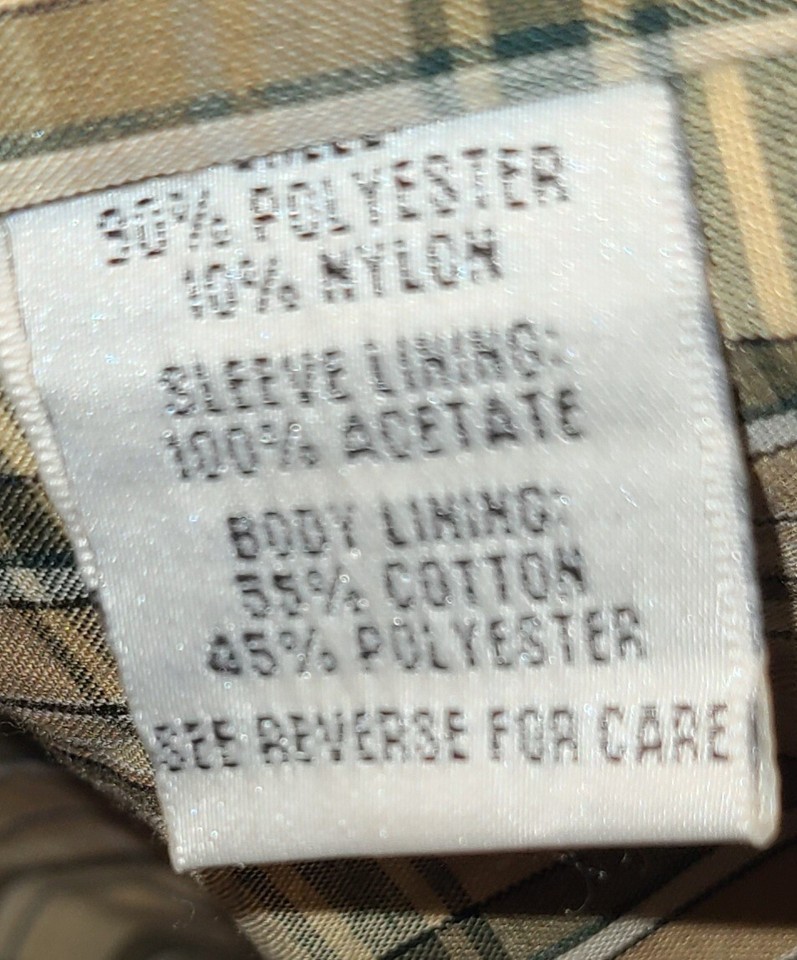 90% POLYESTER
10% NYLON
SLEEVE LINING:
100% ACETATE
BODY LINING:
55% COTTON
45% POLYESTER
SEE REVERSE FOR CARE